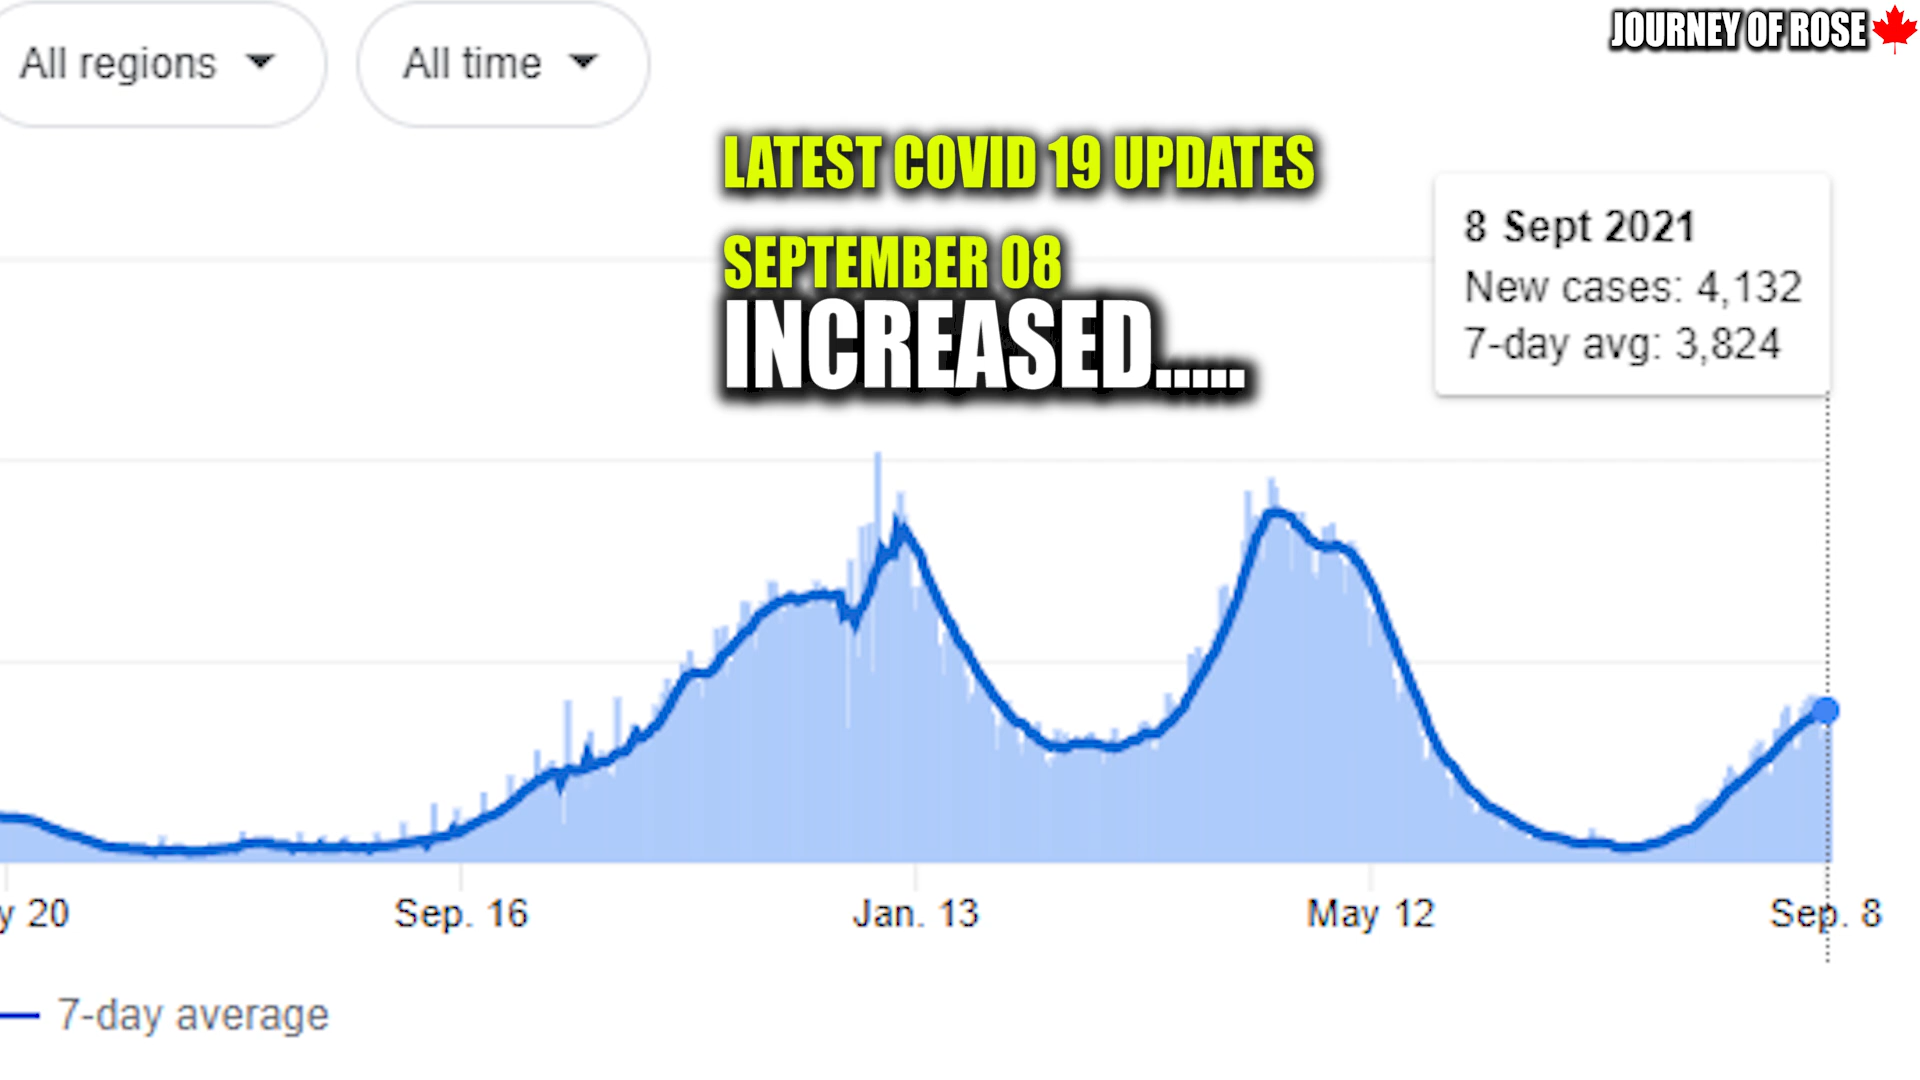 All regions
All time
JOURNEY OF ROSE
LATEST COVID 19 UPDATES
SEPTEMBER 08
INCREASED.....
8 Sept 2021
New cases: 4,132
7-day avg: 3,824
y 20
Sep. 16
Jan. 13
May 12
Sep. 8
7-day average